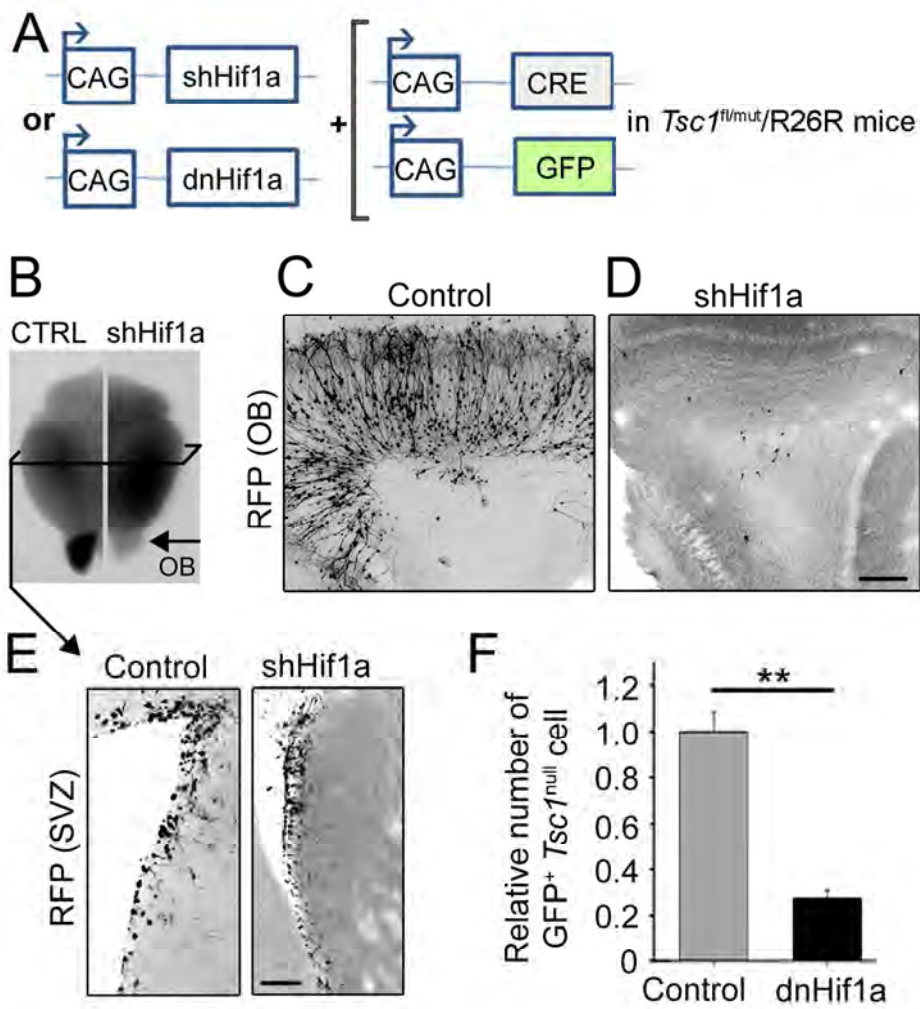 A
CAG
shHif1a
or
CAG
dnHif1a
+
CAG
CRE
CAG
GFP
in Tsc1fl/mut/R26R mice
B
CTRL shHif1a
OB
C
Control
RFP (OB)
D
shHif1a
E
Control
shHif1a
RFP (SVZ)
F
Relative number of
GFP+ Tsc1null cell
**
1.2
1.0
0.8
0.6
0.4
0.2
0
Control
dnHif1a